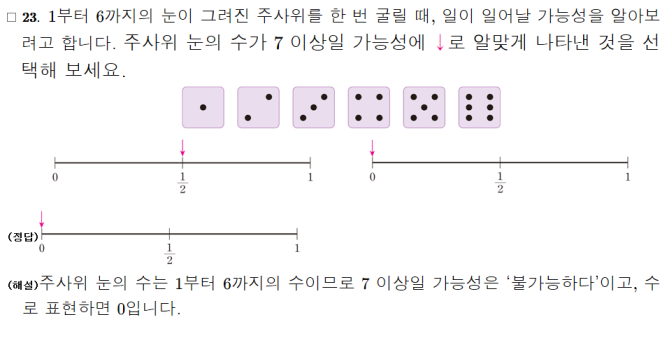 □ 23. 1부터 6까지의 눈이 그려진 주사위를 한 번 굴릴 때, 일이 일어날 가능성을 알아보
려고 합니다. 주사위 눈의 수가 7 이상일 가능성에 ↓로 알맞게 나타낸 것을 선
택해 보세요.
0 1/2 1 0 1/2 1
(정답) 0 1/2 1
(해설)주사위 눈의 수는 1부터 6까지의 수이므로 7 이상일 가능성은 ‘불가능하다’이고, 수
로 표현하면 0입니다.